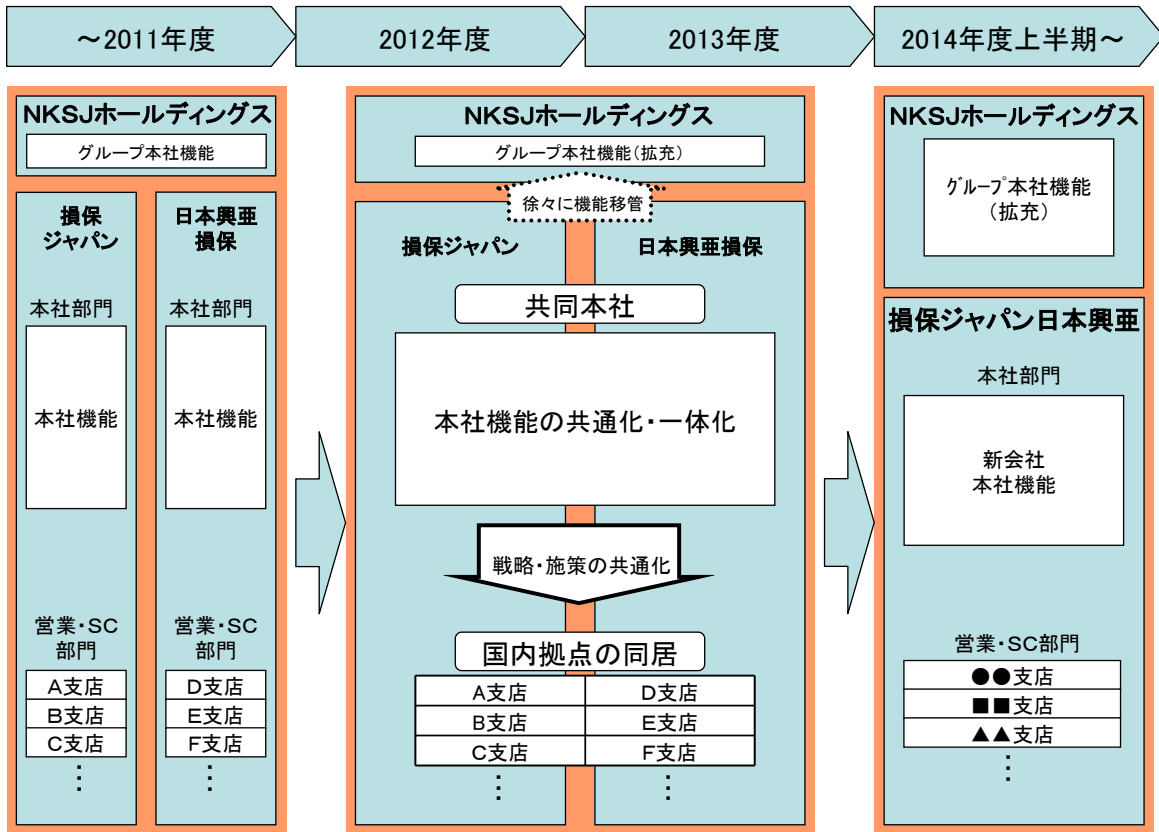 ～2011年度
2012年度
2013年度
2014年度上半期～
NKSJホールディングス
グループ本社機能
損保
ジャパン
本社部門
本社機能
営業・SC
部門
A支店
B支店
C支店
⋮
日本興亜
損保
本社部門
本社機能
営業・SC
部門
D支店
E支店
F支店
⋮
NKSJホールディングス
グループ本社機能(拡充)
徐々に機能移管
損保ジャパン
日本興亜損保
共同本社
本社機能の共通化・一体化
戦略・施策の共通化
国内拠点の同居
A支店
D支店
B支店
E支店
C支店
F支店
⋮
⋮
NKSJホールディングス
ｸﾞﾙｰﾌﾟ本社機能
(拡充)
損保ジャパン日本興亜
本社部門
新会社
本社機能
営業・SC部門
●●支店
■■支店
▲▲支店
⋮